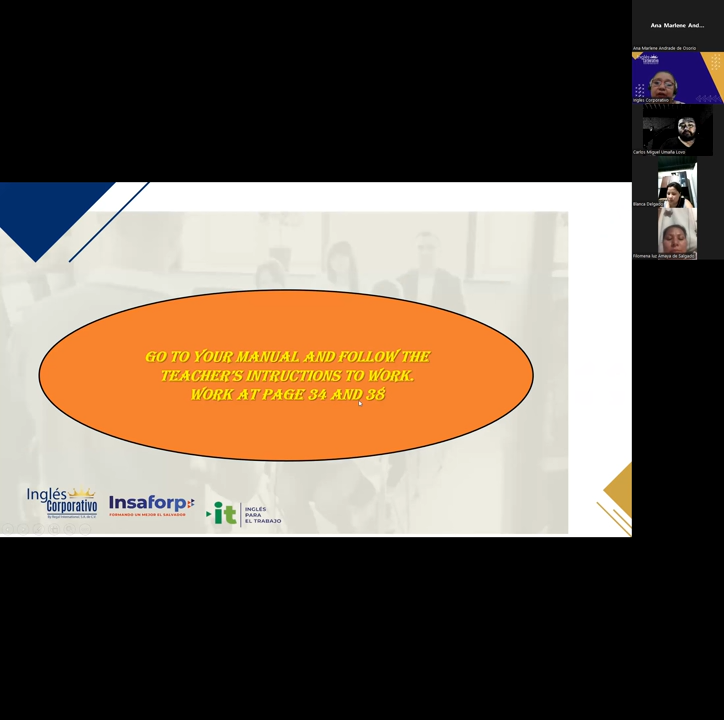 Ana Marlene And...
Ana Marlene Andrade de Osorio
Inglés Corporativo
Carlos Miguel Umaña Lovo
Blanca Delgado
Filomena luz Amaya de Salgado
GO TO YOUR MANUAL AND FOLLOW THE
TEACHER'S INTRUCTIONS TO WORK.
WORK AT PAGE 34 AND 38
Inglés
Corporativo
Insaforp
FORMANDO UN MEJOR EL SALVADOR
it
INGLÉS
PARA
EL TRABAJO